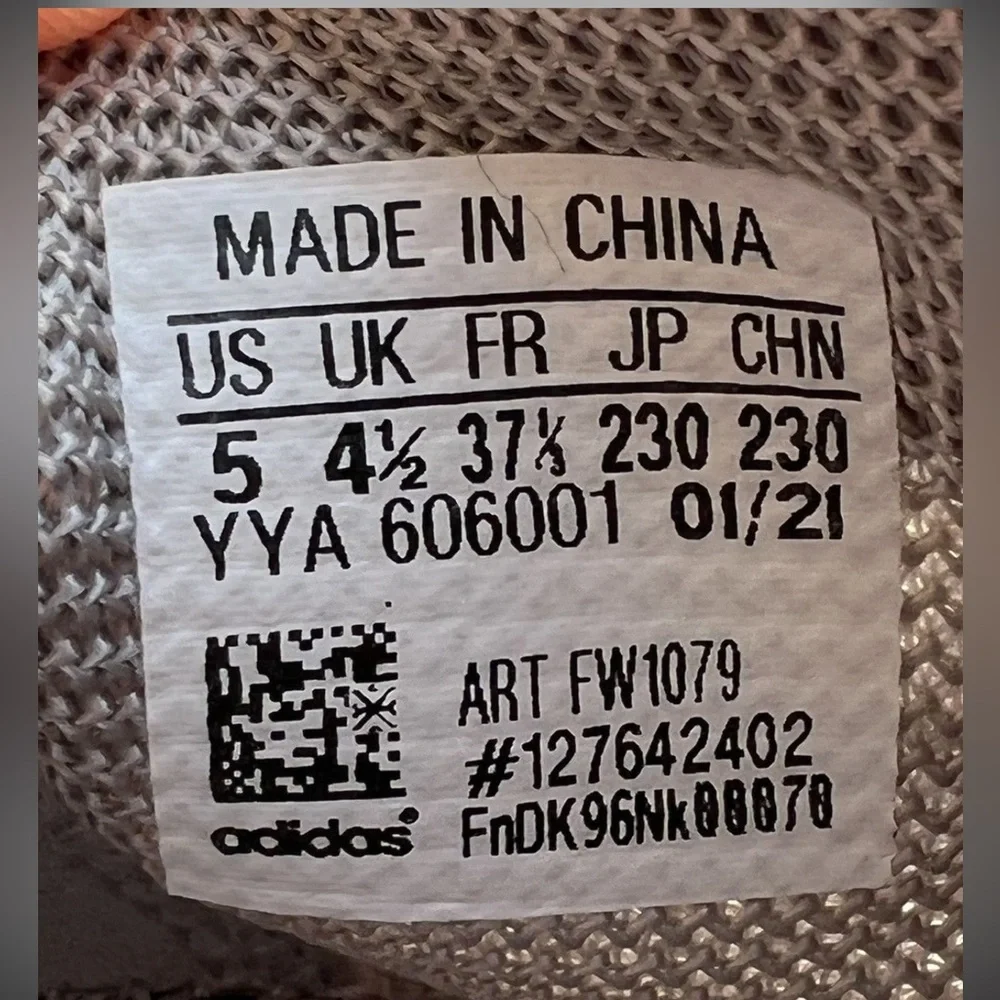 MADE IN CHINA
US UK FR JP CHN
5 4½ 37⅓ 230 230
YYA 606001 01/21
ART FW1079
#127642402
FnDK96Nk00070
adidas®